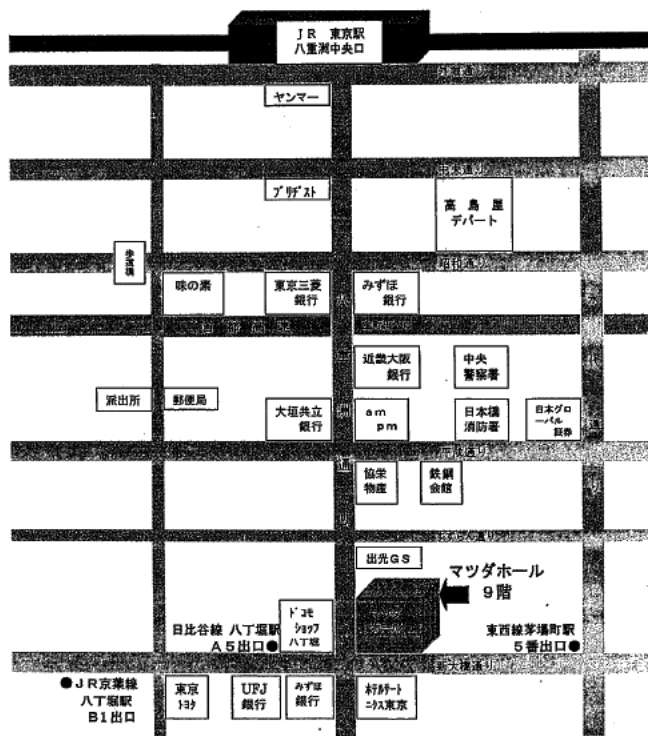 ＪＲ　東京駅
八重洲中央口
ヤンマー
中央通り
ブリヂスト
高　島　屋
デパート
昭和通り
歩道橋
味の素
東京三菱
銀行
みずほ
銀行
近畿大阪
銀行
中央
警察署
派出所
郵便局
大垣共立
銀行
ａｍ
ｐｍ
日本橋
消防署
日本グロ
ーバル
証券
協栄
物産
鉄鋼
会館
出光ＧＳ
マツダホール
９階
ドコモ
ショップ
八丁堀
日比谷線 八丁堀駅
Ａ５出口●
東西線茅場町駅
５番出口●
●ＪＲ京葉線
八丁堀駅
Ｂ１出口
東京
トヨタ
UFJ
銀行
みずほ
銀行
ホテルゲート
ニクス東京